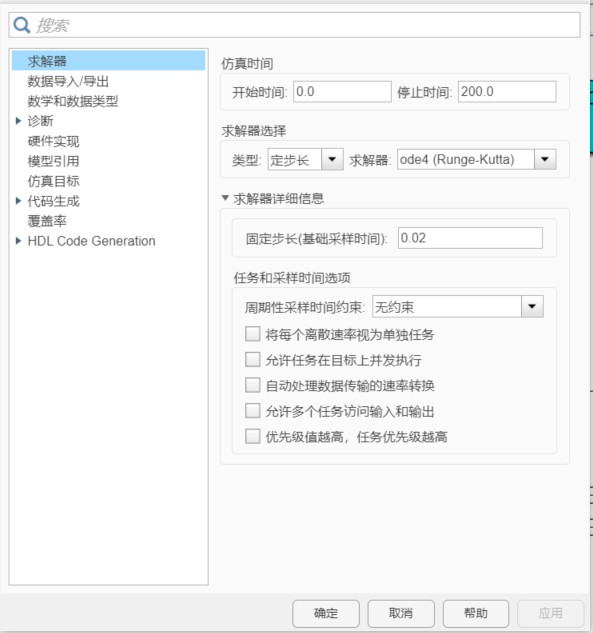 搜索
求解器
数据导入/导出
数学和数据类型
诊断
硬件实现
模型引用
仿真目标
代码生成
覆盖率
HDL Code Generation
仿真时间
开始时间: 0.0 停止时间: 200.0
求解器选择
类型: 定步长 求解器: ode4 (Runge-Kutta)
求解器详细信息
固定步长(基础采样时间): 0.02
任务和采样时间选项
周期性采样时间约束: 无约束
将每个离散速率视为单独任务
允许任务在目标上并发执行
自动处理数据传输的速率转换
允许多个任务访问输入和输出
优先级值越高，任务优先级越高
确定 取消 帮助 应用